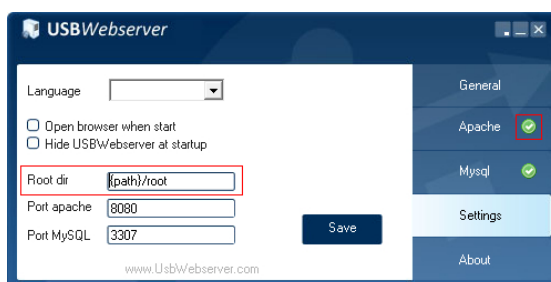 USBWebserver
Language
Open browser when start
Hide USBWebserver at startup
Root dir {path}/root
Port apache 8080
Port MySQL 3307
Save
www.UsbWebserver.com
General
Apache
Mysql
Settings
About